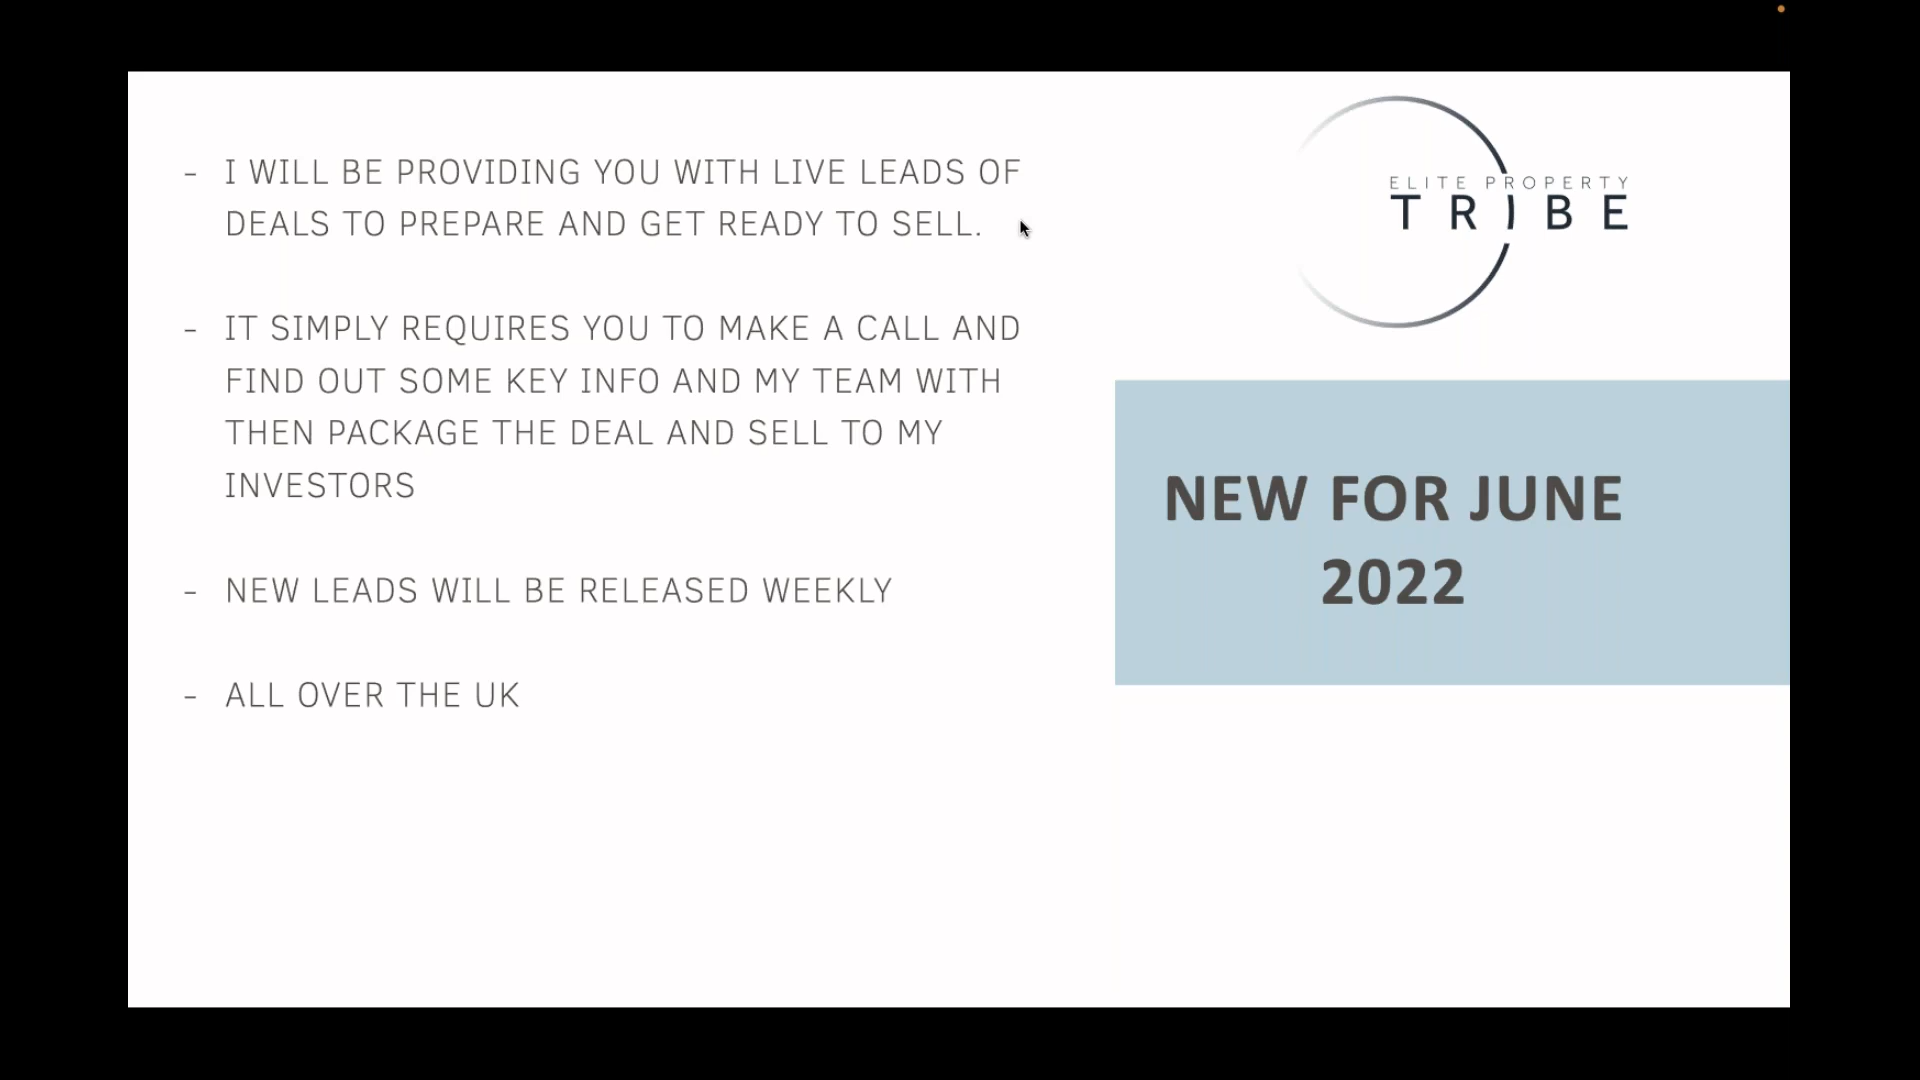 - I WILL BE PROVIDING YOU WITH LIVE LEADS OF
DEALS TO PREPARE AND GET READY TO SELL.
- IT SIMPLY REQUIRES YOU TO MAKE A CALL AND
FIND OUT SOME KEY INFO AND MY TEAM WITH
THEN PACKAGE THE DEAL AND SELL TO MY
INVESTORS
- NEW LEADS WILL BE RELEASED WEEKLY
- ALL OVER THE UK
ELITE PROPERTY
TRIBE
NEW FOR JUNE
2022